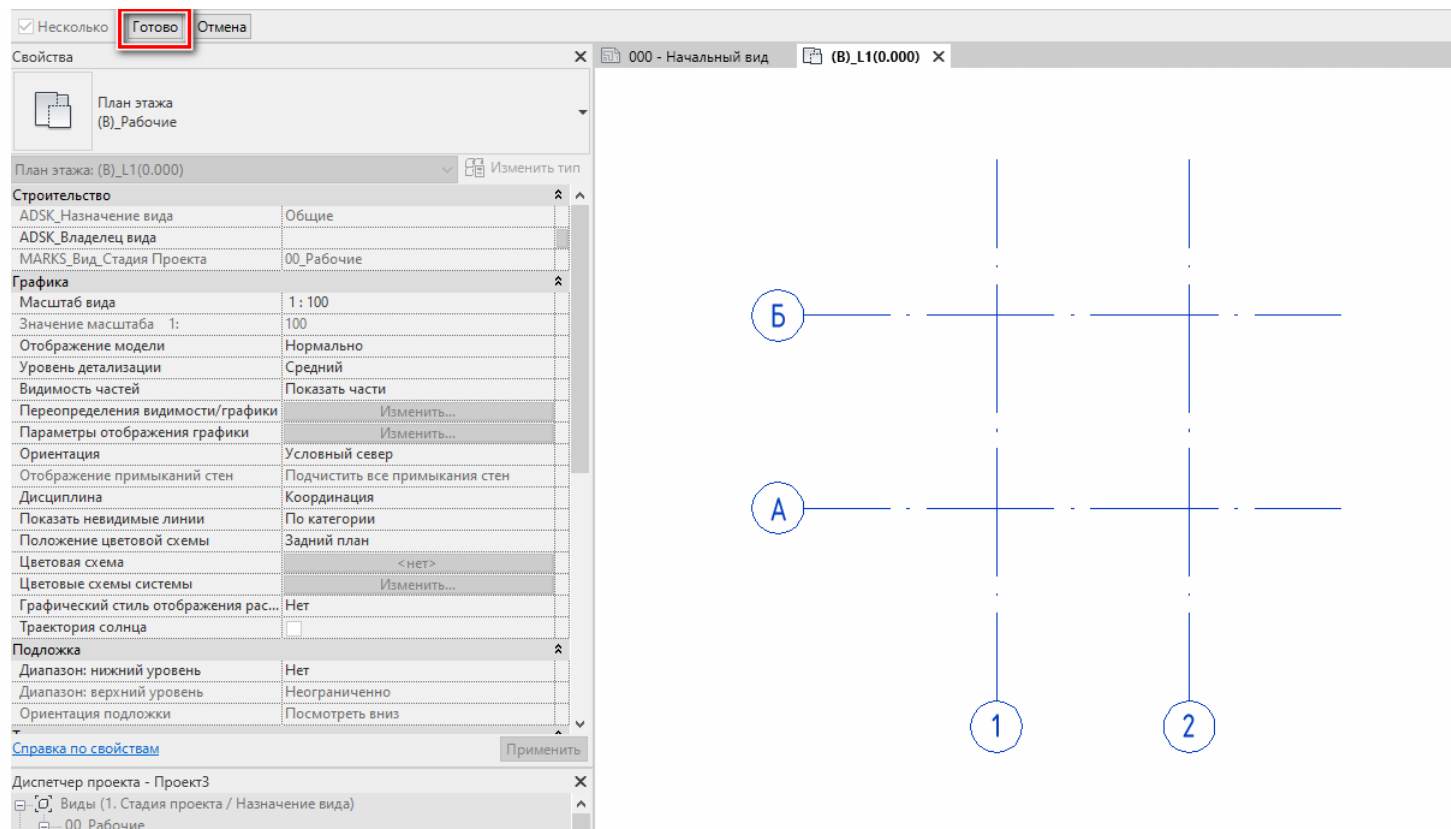 Несколько Готово Отмена
Свойства
000 - Начальный вид (В)_L1(0.000)
План этажа
(В)_Рабочие
План этажа: (В)_L1(0.000) Изменить тип
Строительство
ADSK_Назначение вида Общие
ADSK_Владелец вида
MARKS_Вид_Стадия Проекта 00_Рабочие
Графика
Масштаб вида 1 : 100
Значение масштаба 1: 100
Отображение модели Нормально
Уровень детализации Средний
Видимость частей Показать части
Переопределения видимости/графики Изменить...
Параметры отображения графики Изменить...
Ориентация Условный север
Отображение примыканий стен Подчистить все примыкания стен
Дисциплина Координация
Показать невидимые линии По категории
Положение цветовой схемы Задний план
Цветовая схема <нет>
Цветовые схемы системы Изменить...
Графический стиль отображения рас... Нет
Траектория солнца
Подложка
Диапазон: нижний уровень Нет
Диапазон: верхний уровень Неограниченно
Ориентация подложки Посмотреть вниз
Справка по свойствам Применить
Диспетчер проекта - Проект3
Виды (1. Стадия проекта / Назначение вида)
00_Рабочие
Б
А
1 2